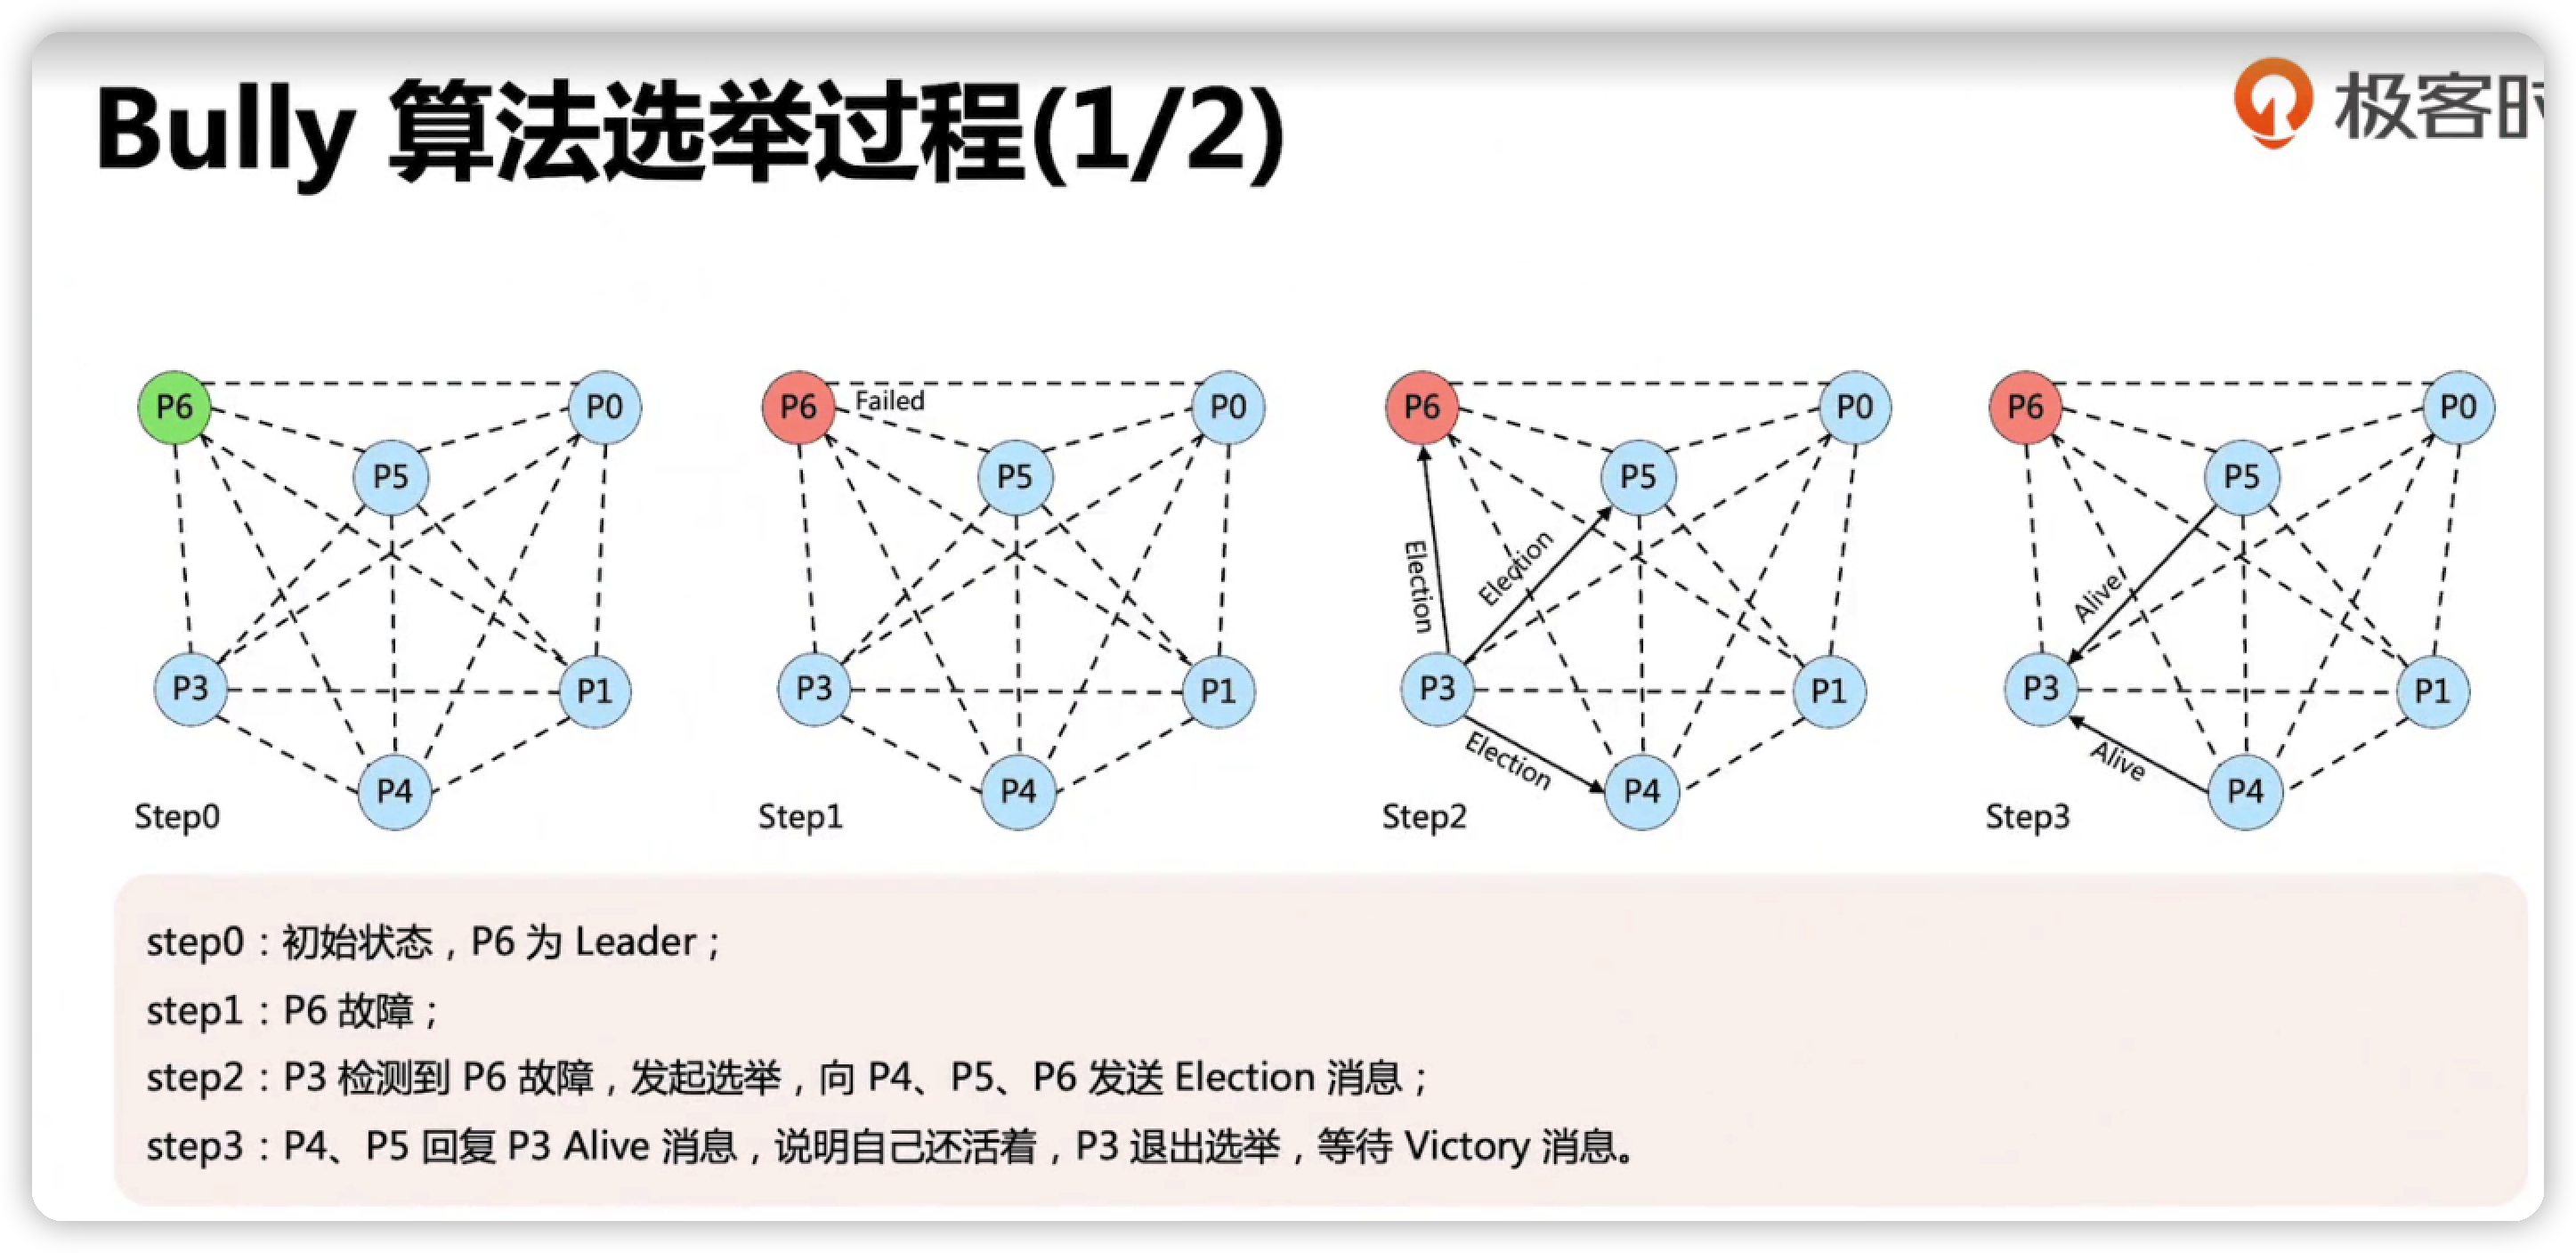 Bully 算法选举过程(1/2)
极客时
P6
P0
P5
P3
P1
P4
Step0
P6
Failed
P0
P5
P3
P1
P4
Step1
P6
P0
P5
Election
Election
P3
P1
Election
P4
Step2
P6
P0
P5
Alive
P3
P1
Alive
P4
Step3
step0：初始状态，P6 为 Leader；
step1：P6 故障；
step2：P3 检测到 P6 故障，发起选举，向 P4、P5、P6 发送 Election 消息；
step3：P4、P5 回复 P3 Alive 消息，说明自己还活着，P3 退出选举，等待 Victory 消息。